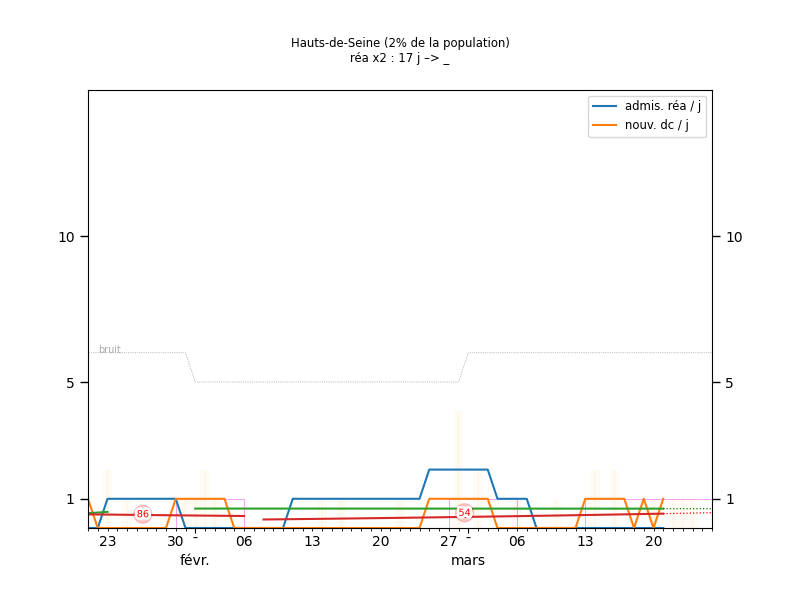 Hauts-de-Seine (2% de la population)
réa x2 : 17 j –> _
admis. réa / j
nouv. dc / j
10 10
bruit
5 5
1 1
86 54
23 30 - 06 13 20 27 - 06 13 20
févr. mars